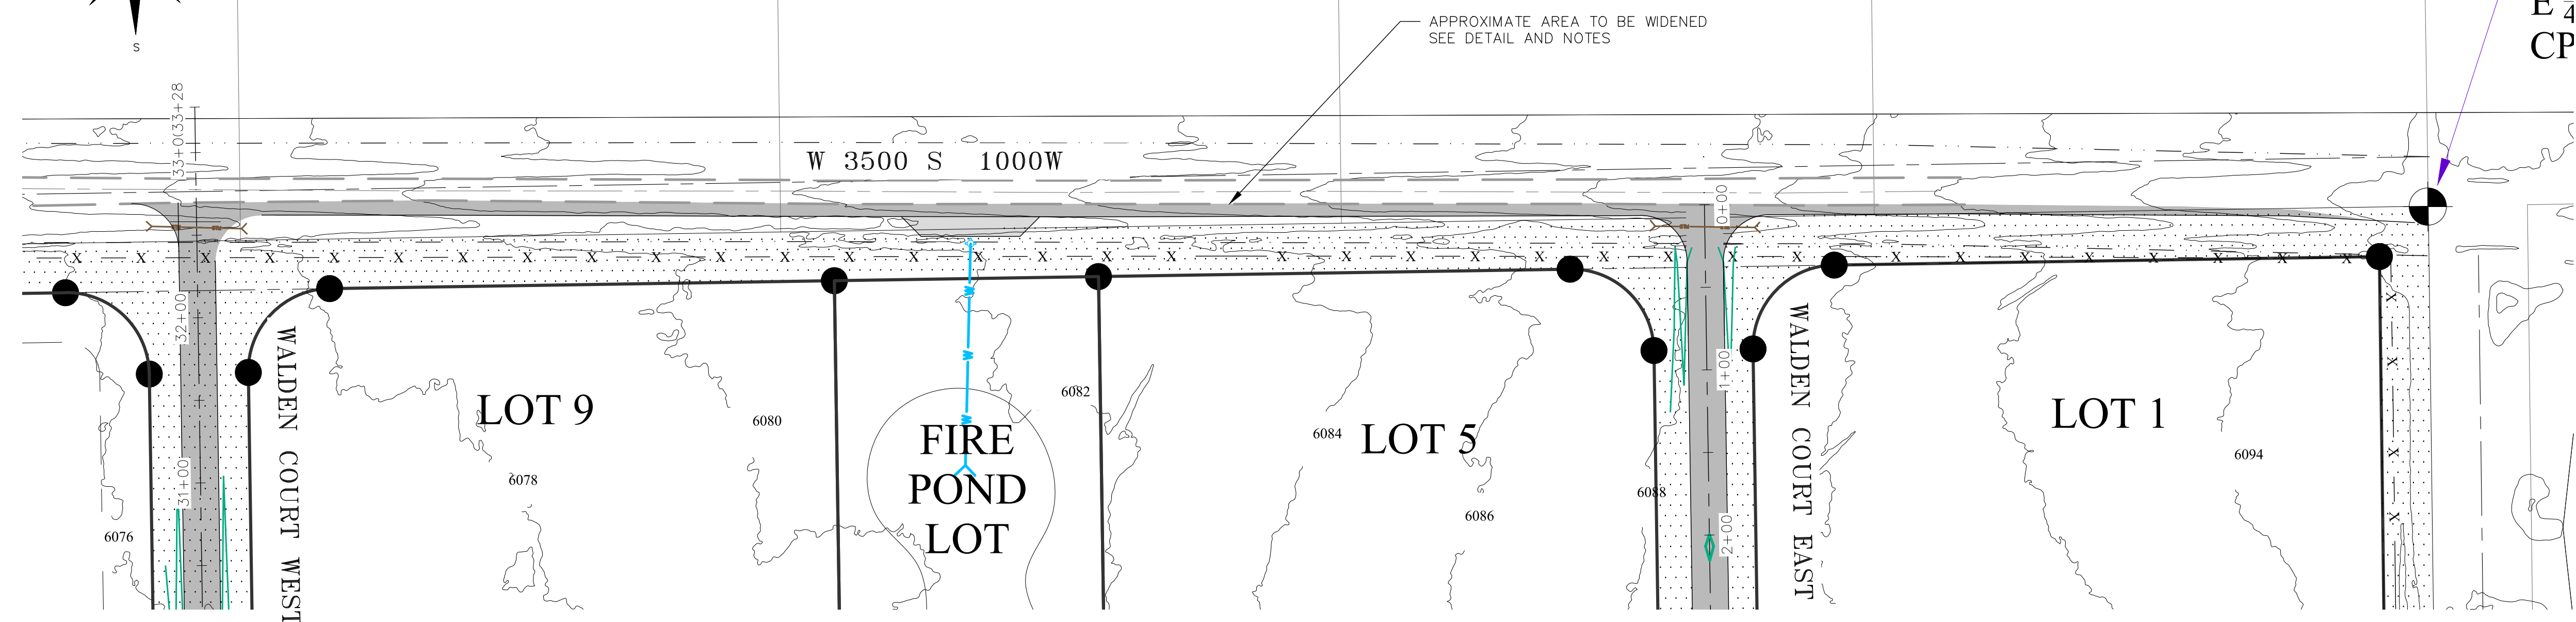 S
APPROXIMATE AREA TO BE WIDENED
SEE DETAIL AND NOTES
E 4
CP
33+28
W 3500 S 1000W
0+00
X X X X X X X X X X X X X X X X X X X X X X X X X X X X X X X X X X X X
32+00
WALDEN COURT WEST
31+00
W
W
W
LOT 9
6080
6082
6084
LOT 5
1+00
WALDEN COURT EAST
LOT 1
6094
FIRE
POND
LOT
6078
6076
6088
6086
2+00
X
X
X
X